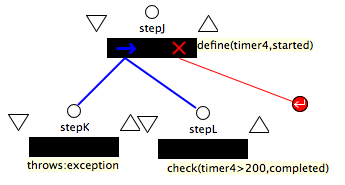 stepJ
define(timer4,started)
stepK
stepL
throws:exception
check(timer4>200,completed)